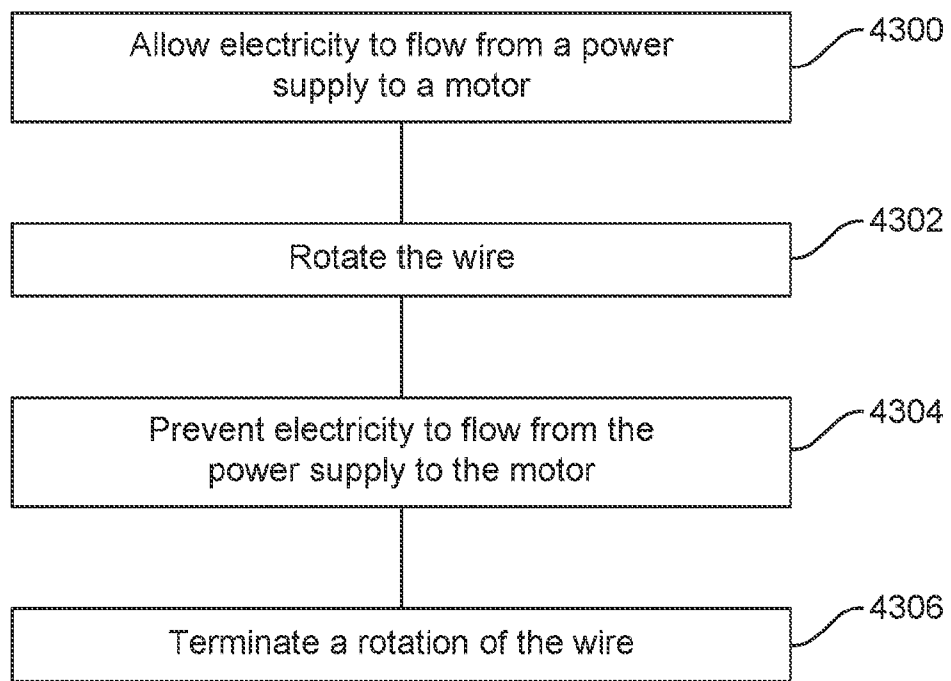 Allow electricity to flow from a power
supply to a motor
4300
Rotate the wire
4302
Prevent electricity to flow from the
power supply to the motor
4304
Terminate a rotation of the wire
4306